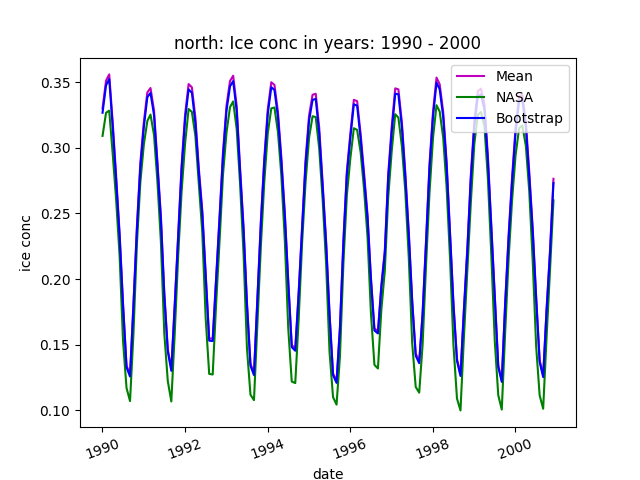 north: Ice conc in years: 1990 - 2000
Mean
NASA
Bootstrap
ice conc
0.35
0.30
0.25
0.20
0.15
0.10
1990
1992
1994
1996
1998
2000
date